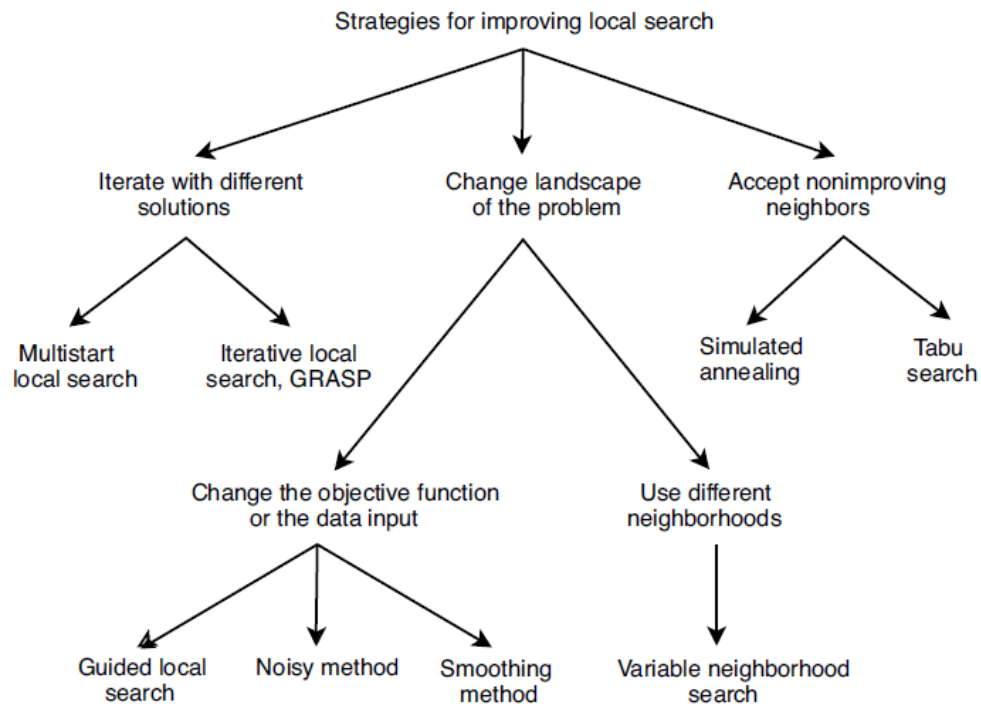 Strategies for improving local search
Iterate with different
solutions
Change landscape
of the problem
Accept nonimproving
neighbors
Multistart
local search
Iterative local
search, GRASP
Simulated
annealing
Tabu
search
Change the objective function
or the data input
Use different
neighborhoods
Guided local
search
Noisy method
Smoothing
method
Variable neighborhood
search